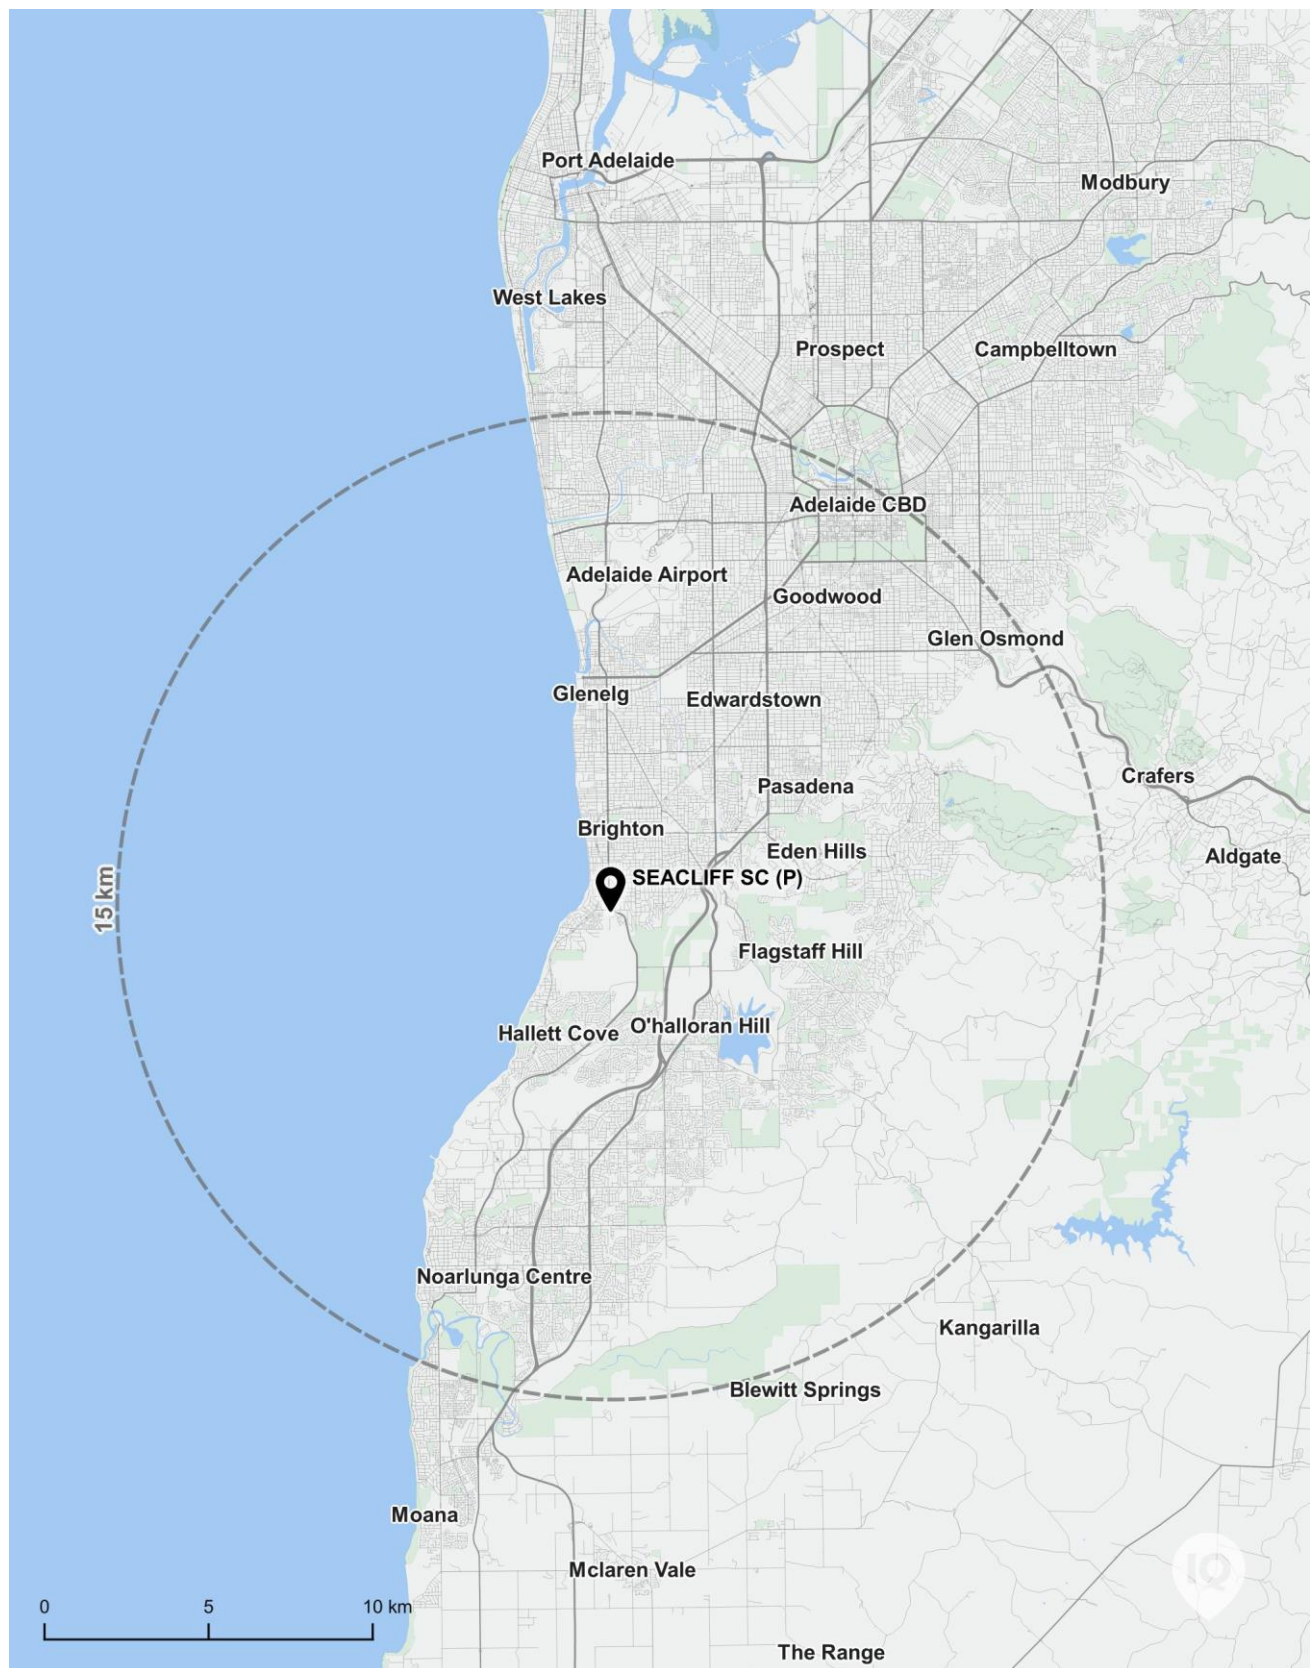 Port Adelaide
Modbury
West Lakes
Prospect
Campbelltown
Adelaide CBD
Adelaide Airport
Goodwood
Glen Osmond
Glenelg
Edwardstown
Crafers
Pasadena
Brighton
Eden Hills
Aldgate
SEACLIFF SC (P)
15 km
Flagstaff Hill
Hallett Cove
O'halloran Hill
Noarlunga Centre
Kangarilla
Blewitt Springs
Moana
Mclaren Vale
IQ
0 5 10 km
The Range